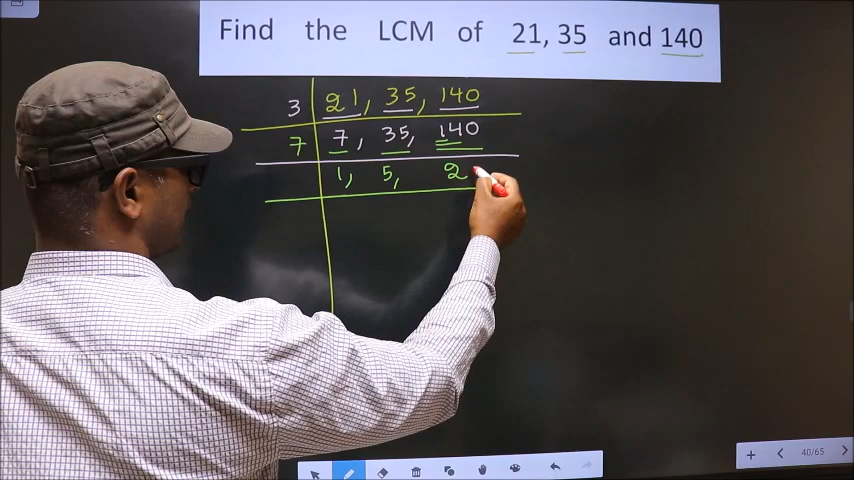 Find the LCM of 21, 35 and 140
3 21, 35, 140
7 7, 35, 140
1, 5, 2
40/65